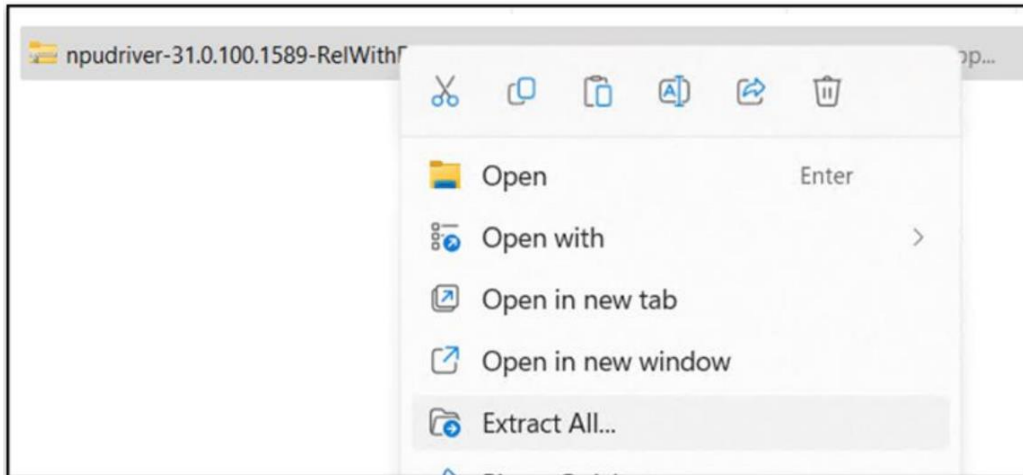 npudriver-31.0.100.1589-RelWith
pp...
Open Enter
Open with
Open in new tab
Open in new window
Extract All...